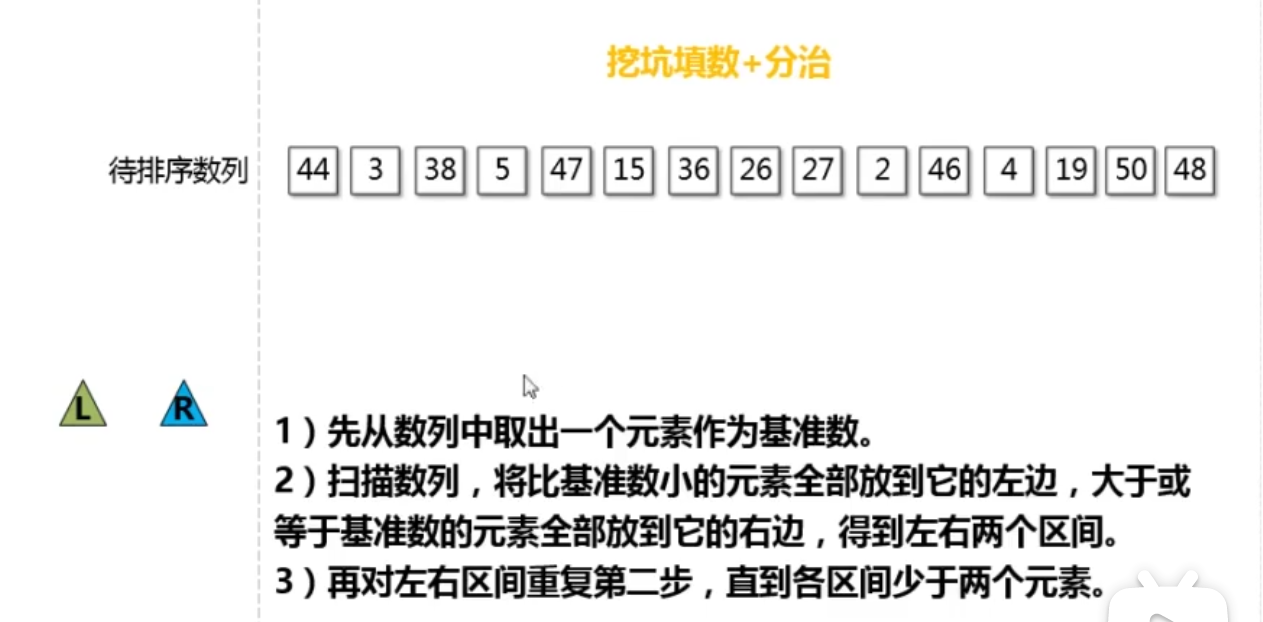 挖坑填数+分治
待排序数列 44 3 38 5 47 15 36 26 27 2 46 4 19 50 48
L R
1）先从数列中取出一个元素作为基准数。
2）扫描数列，将比基准数小的元素全部放到它的左边，大于或
等于基准数的元素全部放到它的右边，得到左右两个区间。
3）再对左右区间重复第二步，直到各区间少于两个元素。